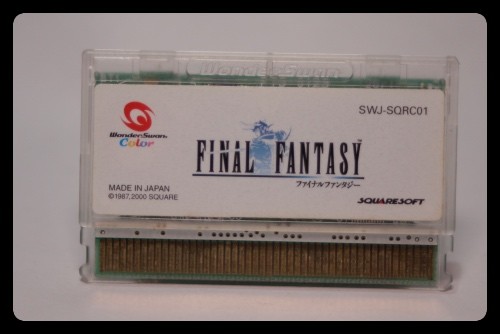 WonderSwan
SWJ-SQRC01
WonderSwan
Color
FINAL FANTASY
ファイナルファンタジー
MADE IN JAPAN
©1987,2000 SQUARE
SQUARESOFT